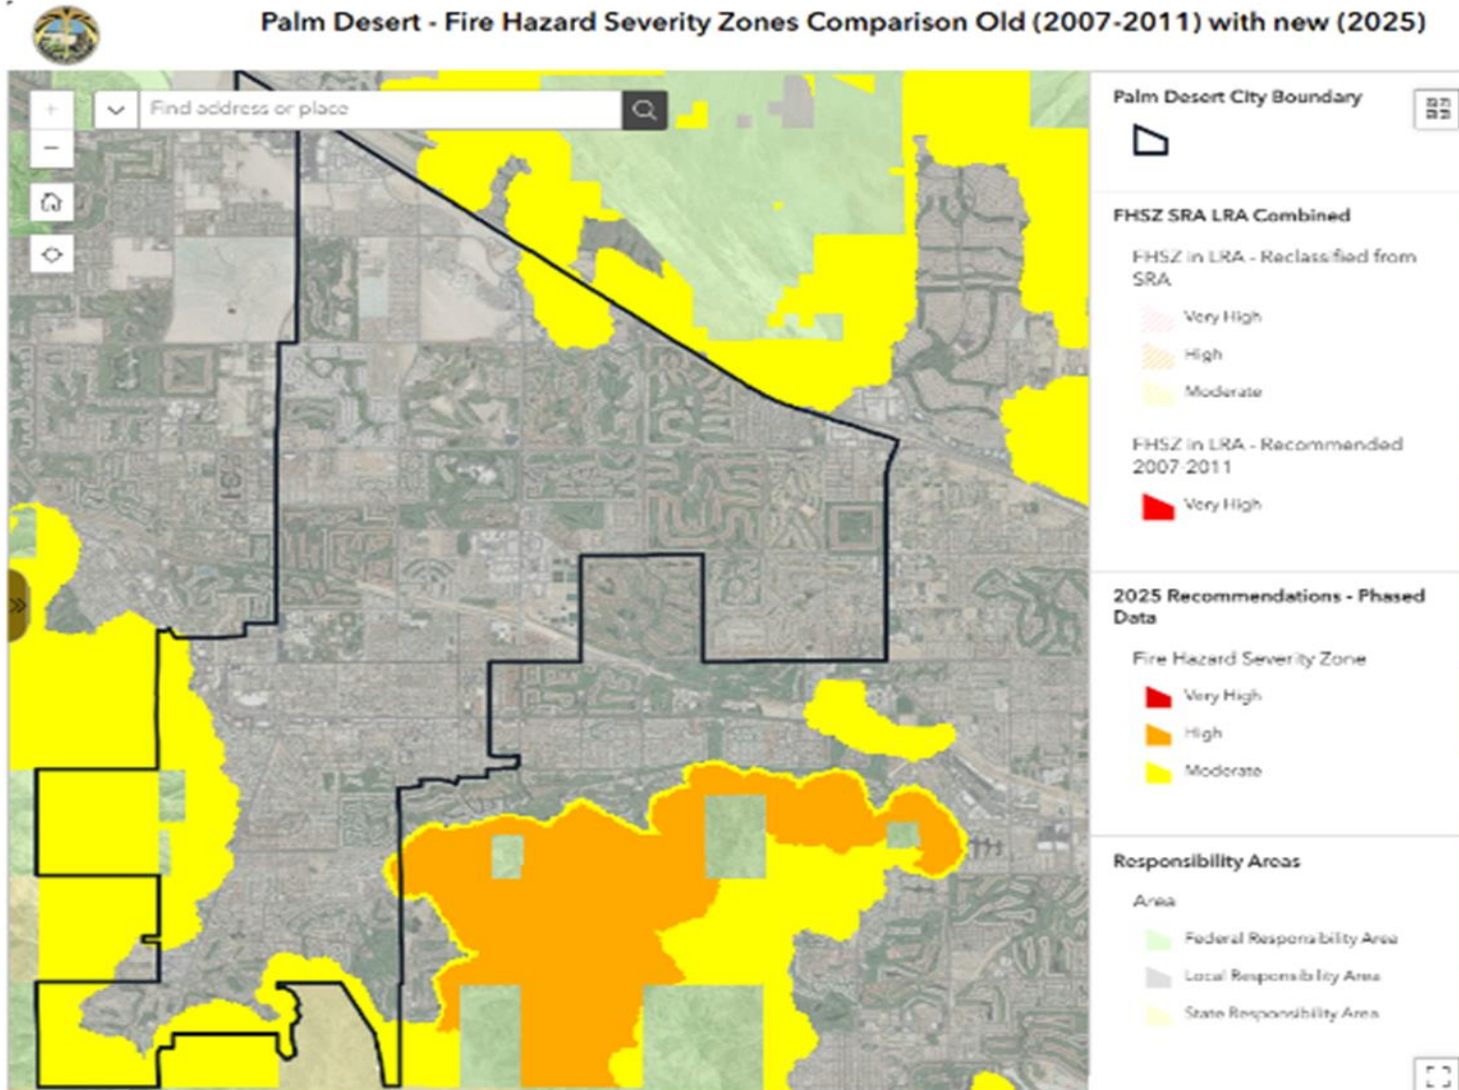 Palm Desert - Fire Hazard Severity Zones Comparison Old (2007-2011) with new (2025)
Find address or place
Palm Desert City Boundary
FHSZ SRA LRA Combined
FHSZ in LRA - Reclassified from
SRA
Very High
High
Moderate
FHSZ in LRA - Recommended
2007-2011
Very High
2025 Recommendations - Phased
Data
Fire Hazard Severity Zone
Very High
High
Moderate
Responsibility Areas
Area
Federal Responsibility Area
Local Responsibility Area
State Responsibility Area